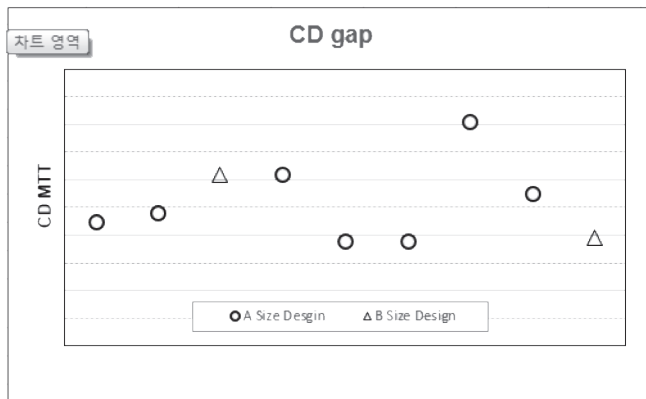 CD gap
차트 영역
CD MTT
A Size Desgin
B Size Design